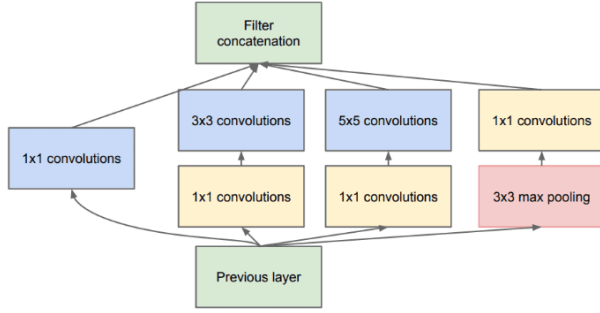 Filter
concatenation
3x3 convolutions
5x5 convolutions
1x1 convolutions
1x1 convolutions
1x1 convolutions
1x1 convolutions
3x3 max pooling
Previous layer